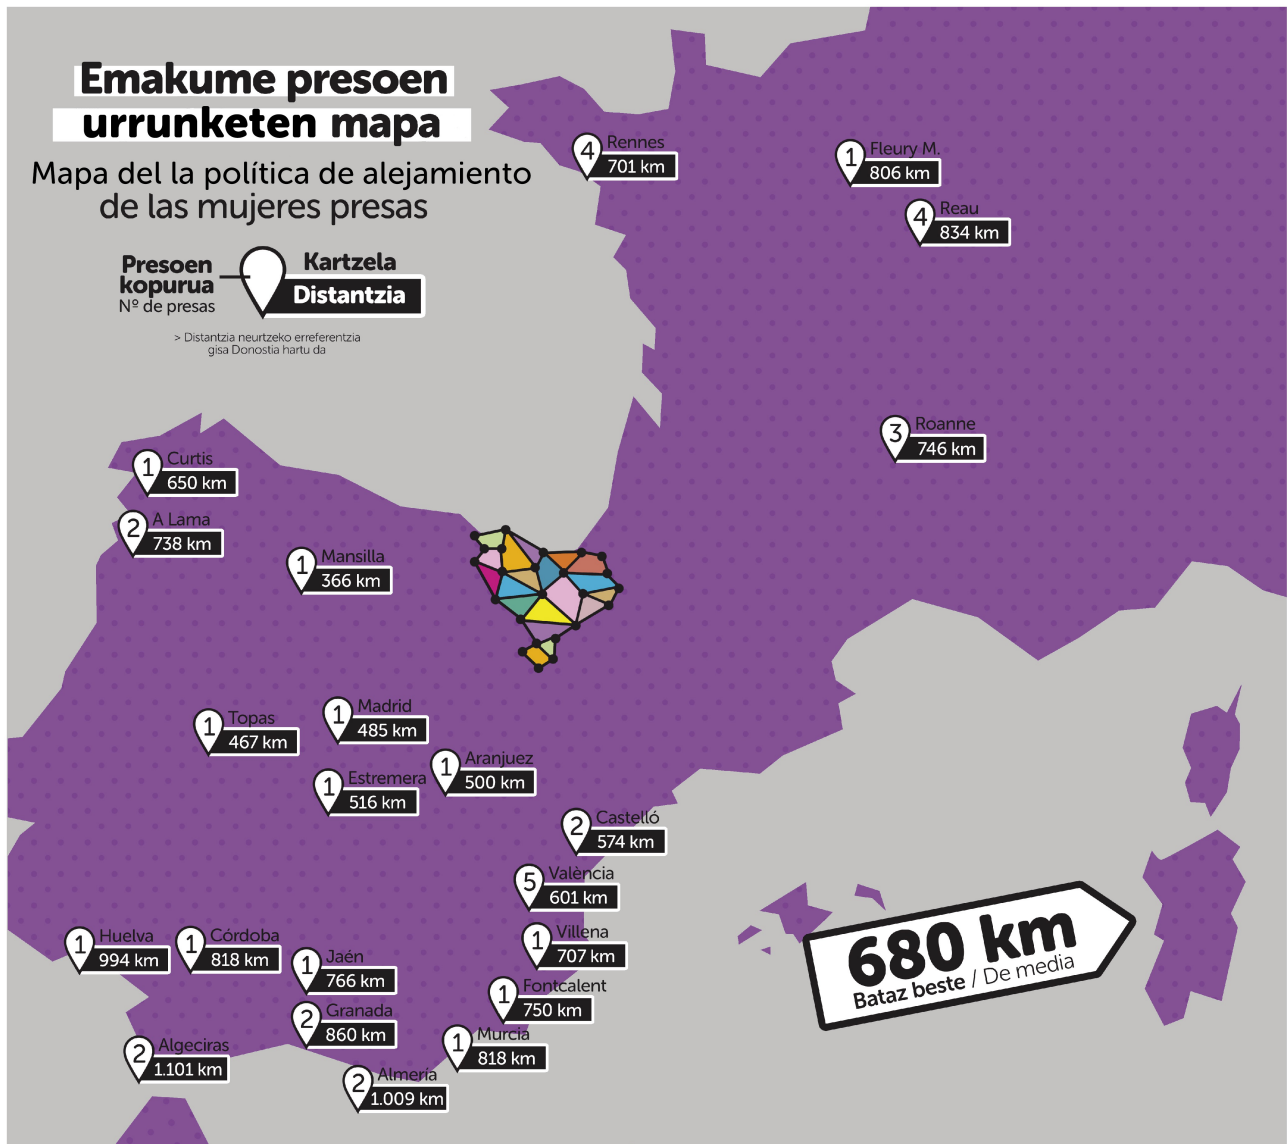 Emakume presoen
urrunketen mapa
Mapa del la política de alejamiento
de las mujeres presas
Presoen
kopurua
Nº de presas
Kartzela
Distantzia
> Distantzia neurtzeko erreferentzia
gisa Donostia hartu da
4 Rennes
701 km
1 Fleury M.
806 km
4 Reau
834 km
3 Roanne
746 km
1 Curtis
650 km
2 A Lama
738 km
1 Mansilla
366 km
1 Topas
467 km
1 Madrid
485 km
1 Aranjuez
500 km
1 Estremera
516 km
2 Castelló
574 km
5 València
601 km
1 Villena
707 km
1 Huelva
994 km
1 Córdoba
818 km
1 Jaén
766 km
1 Fontcalent
750 km
2 Granada
860 km
1 Murcia
818 km
2 Algeciras
1.101 km
2 Almería
1.009 km
680 km
Bataz beste / De media